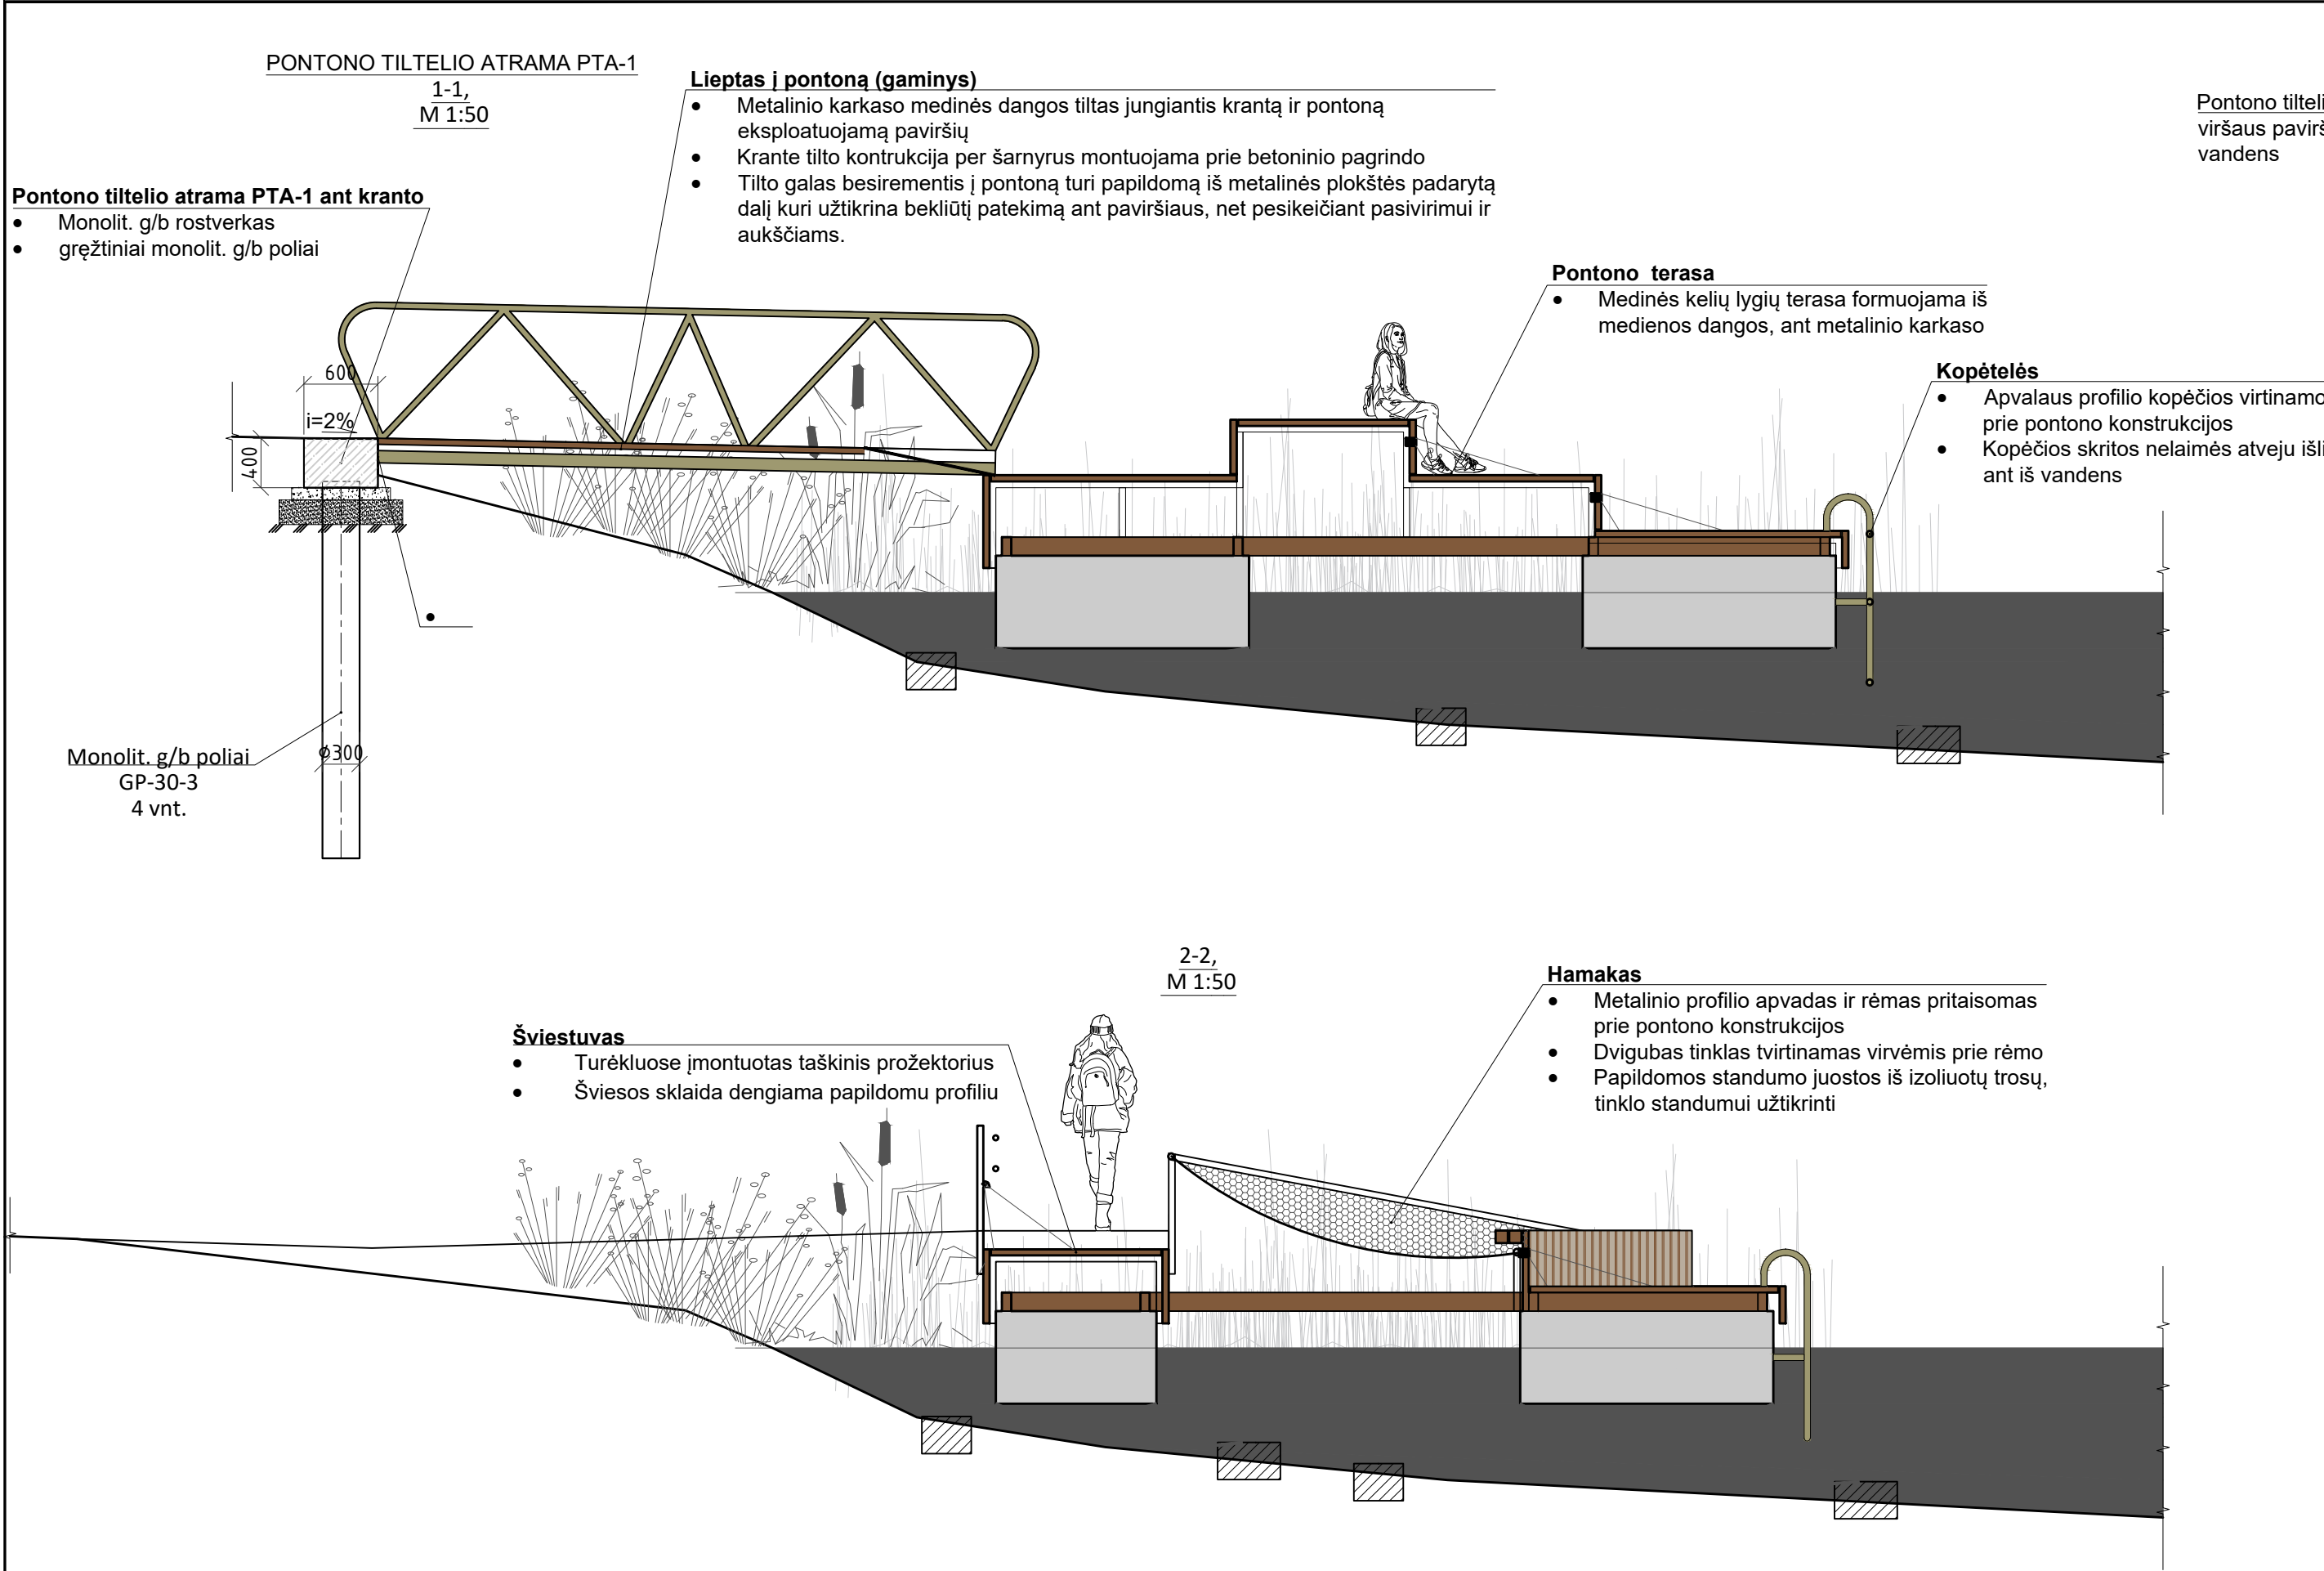 PONTONO TILTELIO ATRAMA PTA-1
1-1,
M 1:50
Lieptas į pontoną (gaminys)
• Metalinio karkaso medinės dangos tiltas jungiantis krantą ir pontoną
eksploatuojamą paviršių
• Krante tilto kontrukcija per šarnyrus montuojama prie betoninio pagrindo
• Tilto galas besirementis į pontoną turi papildomą iš metalinės plokštės padarytą
dalį kuri užtikrina bekliūtį patekimą ant paviršiaus, net pesikeičiant pasivirimui ir
aukščiams.
Pontono tilteli
viršaus pavirš
vandens
Pontono tiltelio atrama PTA-1 ant kranto
• Monolit. g/b rostverkas
• gręžtiniai monolit. g/b poliai
Pontono terasa
• Medinės kelių lygių terasa formuojama iš
medienos dangos, ant metalinio karkaso
Kopėtelės
• Apvalaus profilio kopėčios virtinamo
prie pontono konstrukcijos
• Kopėčios skritos nelaimės atveju išli
ant iš vandens
600
i=2%
400
•
Monolit. g/b poliai
GP-30-3
4 vnt.
ø300
2-2,
M 1:50
Šviestuvas
• Turėkluose įmontuotas taškinis prožektorius
• Šviesos sklaida dengiama papildomu profiliu
Hamakas
• Metalinio profilio apvadas ir rėmas pritaisomas
prie pontono konstrukcijos
• Dvigubas tinklas tvirtinamas virvėmis prie rėmo
• Papildomos standumo juostos iš izoliuotų trosų,
tinklo standumui užtikrinti